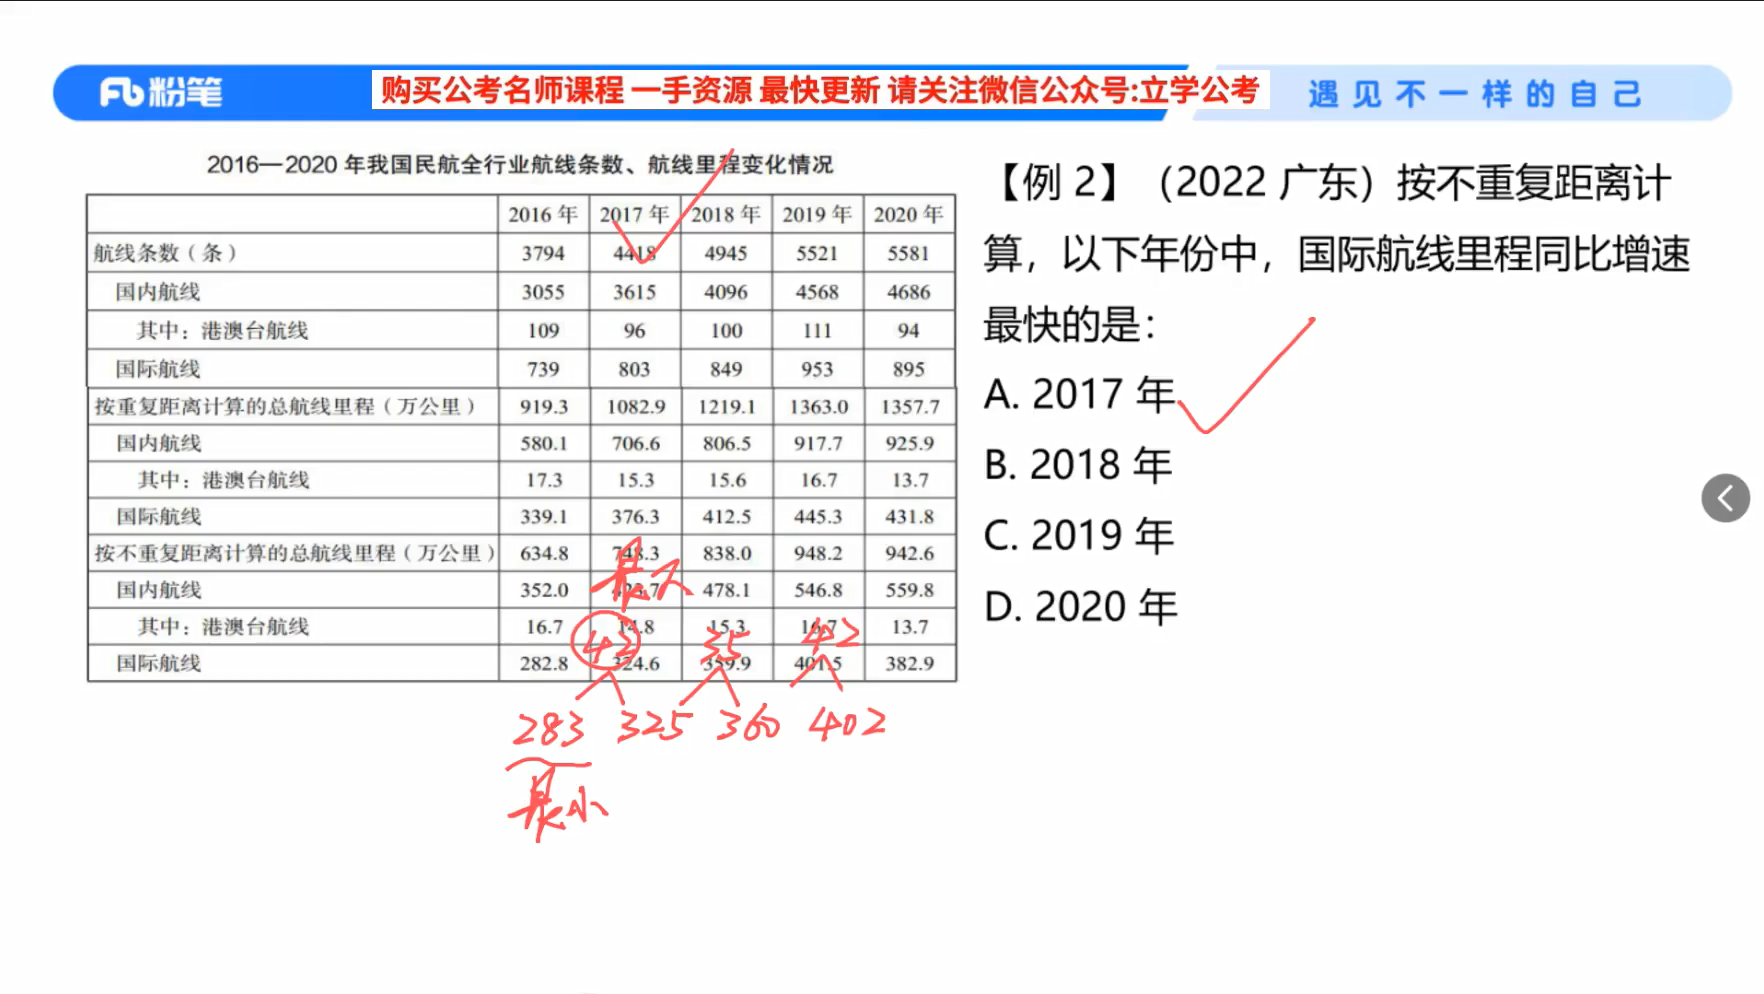 粉笔
购买公考名师课程 一手资源 最快更新 请关注微信公众号:立学公考
遇见不一样的自己
2016—2020 年我国民航全行业航线条数、航线里程变化情况
2016 年 2017 年 2018 年 2019 年 2020 年
航线条数（条） 3794 4418 4945 5521 5581
国内航线 3055 3615 4096 4568 4686
其中：港澳台航线 109 96 100 111 94
国际航线 739 803 849 953 895
按重复距离计算的总航线里程（万公里） 919.3 1082.9 1219.1 1363.0 1357.7
国内航线 580.1 706.6 806.5 917.7 925.9
其中：港澳台航线 17.3 15.3 15.6 16.7 13.7
国际航线 339.1 376.3 412.5 445.3 431.8
按不重复距离计算的总航线里程（万公里） 634.8 748.3 838.0 948.2 942.6
国内航线 352.0 423.7 478.1 546.8 559.8
其中：港澳台航线 16.7 14.8 15.3 16.7 13.7
国际航线 282.8 324.6 359.9 401.5 382.9
最大
42 35 42
283 325 360 402
最小
【例 2】（2022 广东）按不重复距离计
算，以下年份中，国际航线里程同比增速
最快的是：
A. 2017 年
B. 2018 年
C. 2019 年
D. 2020 年